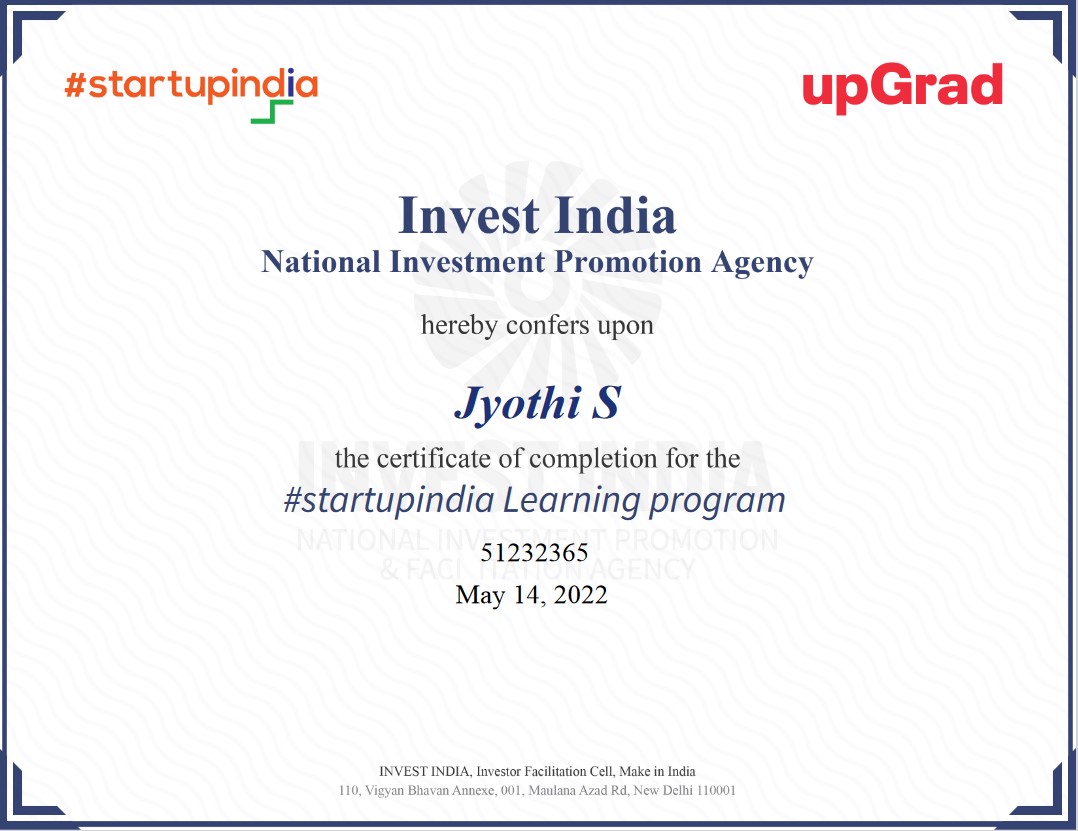 #startupindia
upGrad
Invest India
National Investment Promotion Agency
hereby confers upon
Jyothi S
the certificate of completion for the
#startupindia Learning program
51232365
May 14, 2022
INVEST INDIA
NATIONAL INVESTMENT PROMOTION
& FACILITATION AGENCY
INVEST INDIA, Investor Facilitation Cell, Make in India
110, Vigyan Bhavan Annexe, 001, Maulana Azad Rd, New Delhi 110001